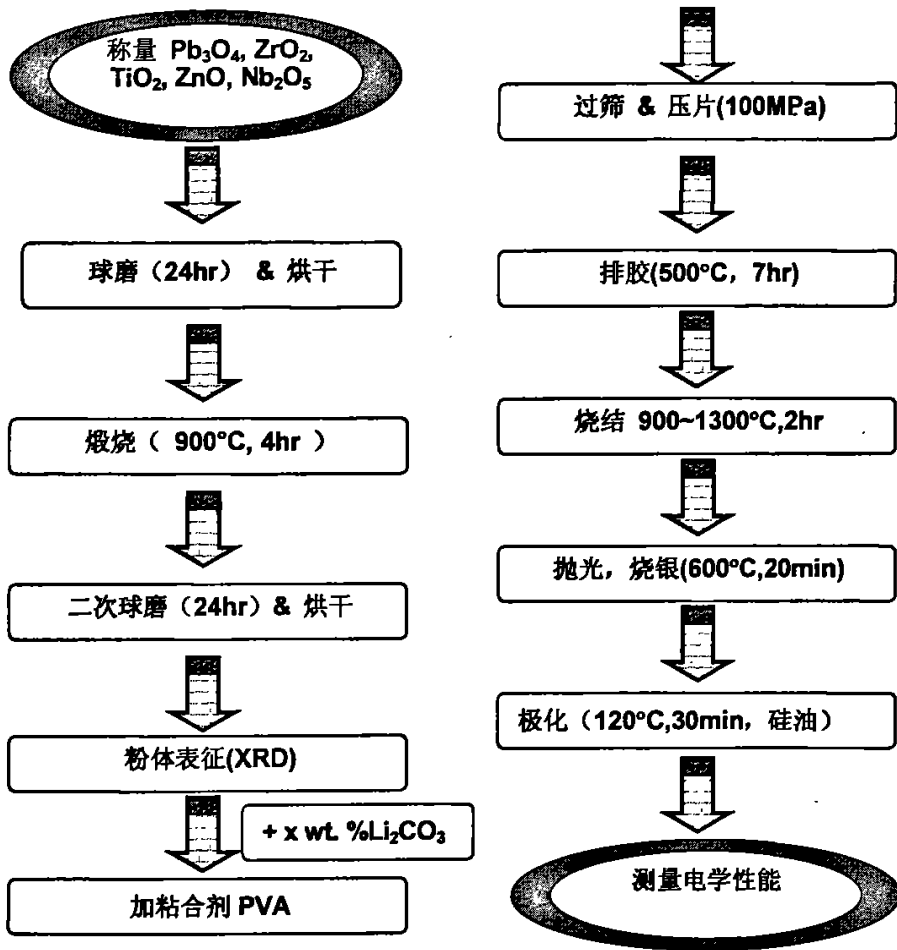 称量 Pb₃O₄, ZrO₂,
TiO₂, ZnO, Nb₂O₅
球磨（24hr） & 烘干
煅烧（ 900°C, 4hr ）
二次球磨（24hr）& 烘干
粉体表征(XRD)
+ x wt. %Li₂CO₃
加粘合剂 PVA
过筛 & 压片(100MPa)
排胶(500°C，7hr)
烧结 900~1300°C,2hr
抛光，烧银(600°C,20min)
极化（120°C,30min，硅油）
测量电学性能